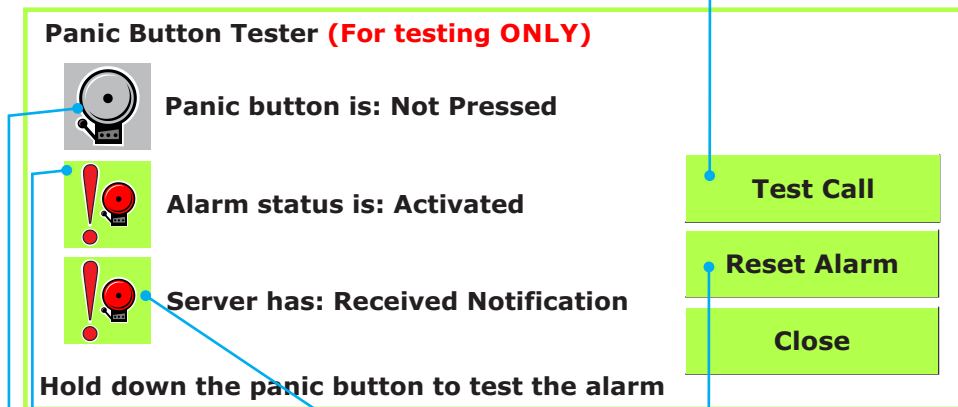 Panic Button Tester (For testing ONLY)
Panic button is: Not Pressed
Alarm status is: Activated
Test Call
Reset Alarm
Server has: Received Notification
Close
Hold down the panic button to test the alarm